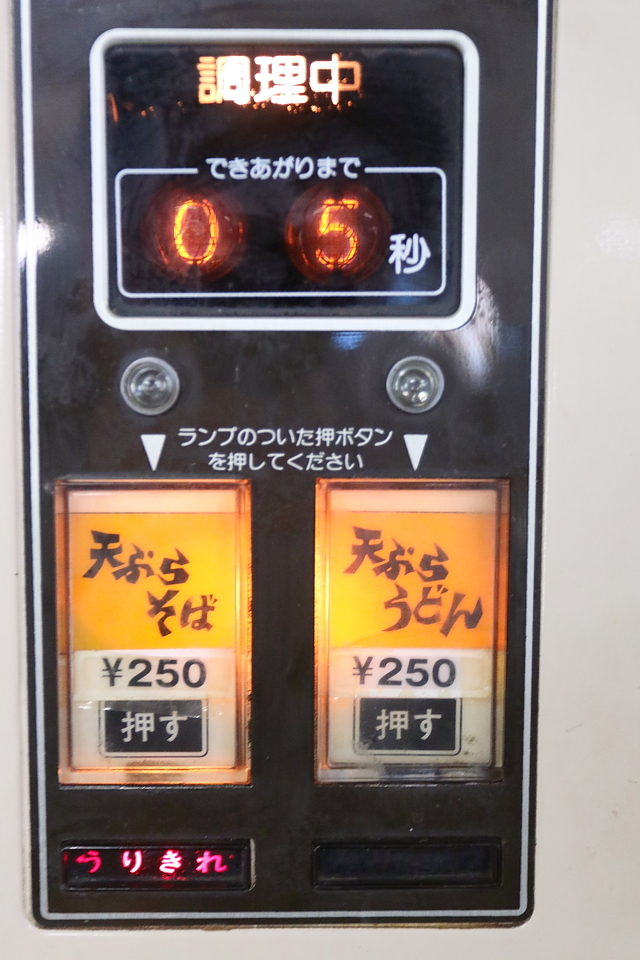 調理中
できあがりまで
05秒
ランプのついた押ボタン
を押してください
天ぷら
そば
¥250
押す
天ぷら
うどん
¥250
押す
うりきれ